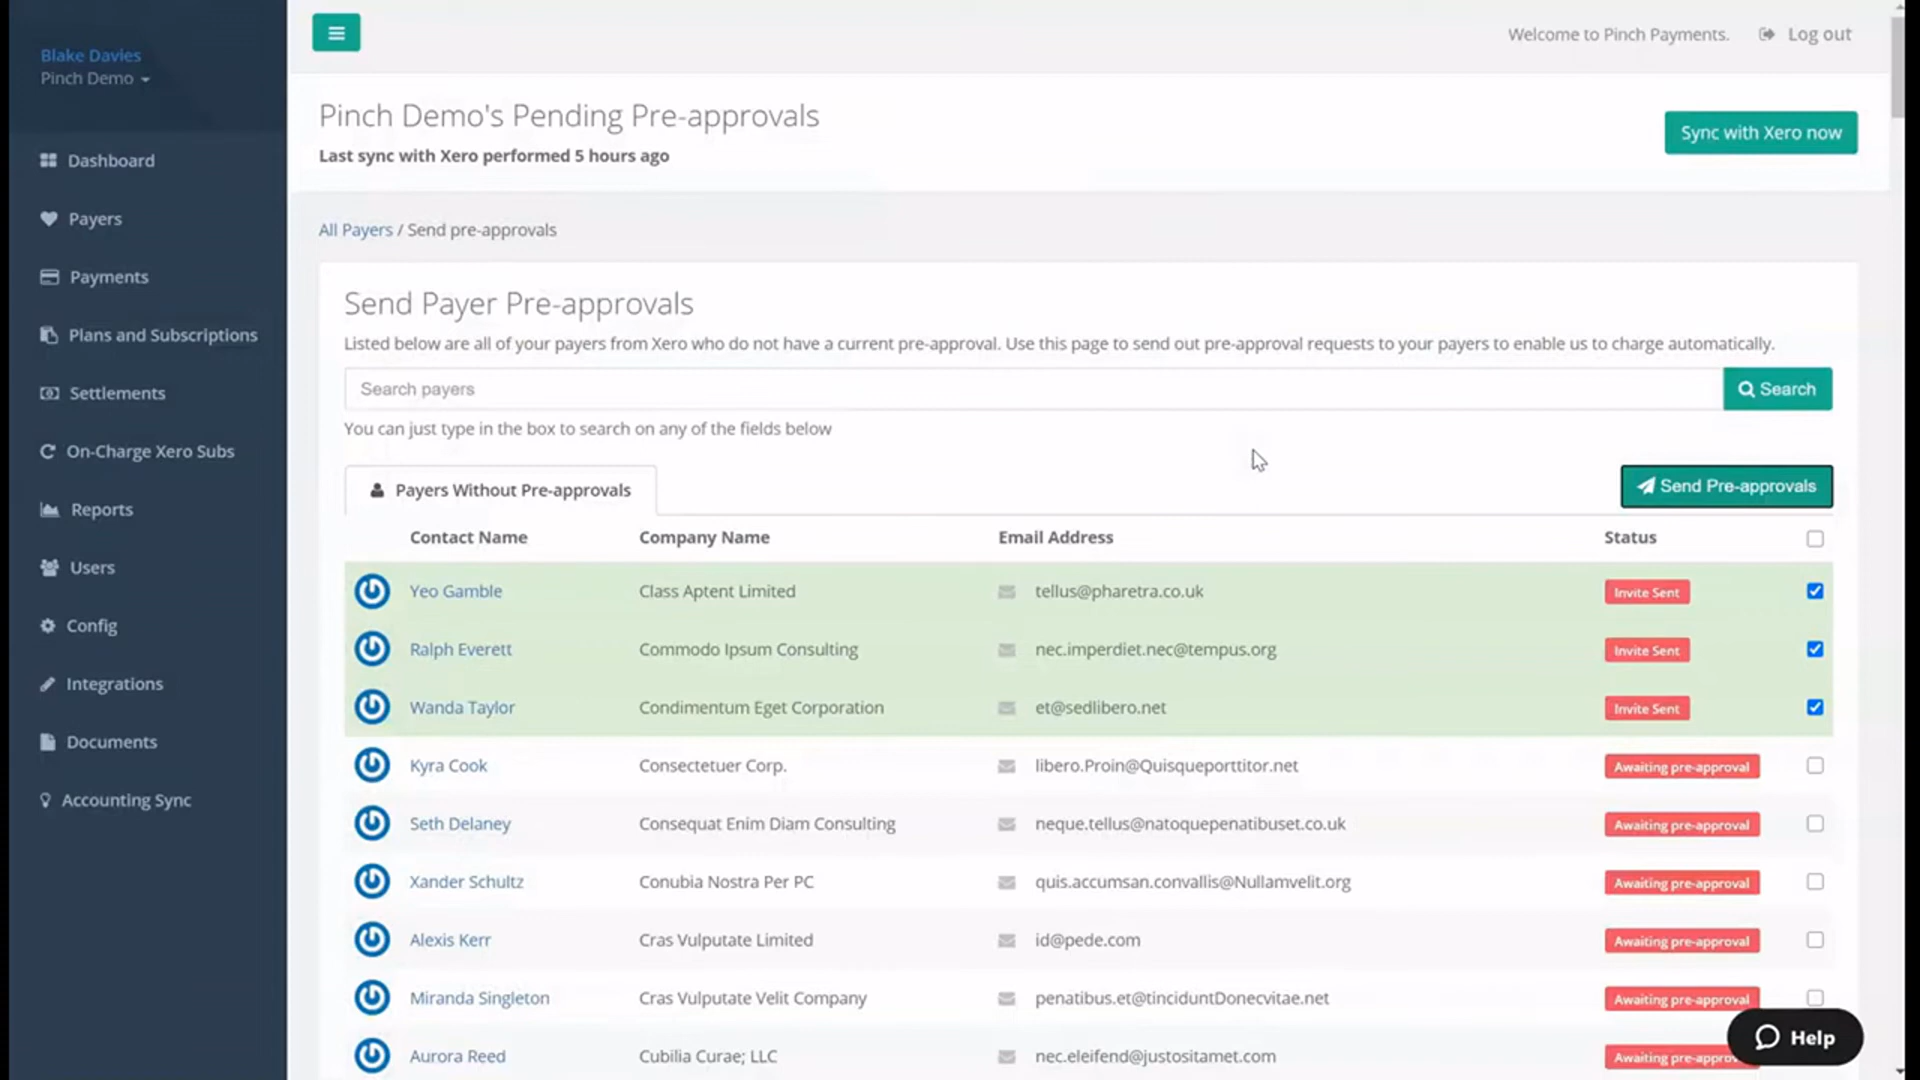 Blake Davies
Pinch Demo
Dashboard
Payers
Payments
Plans and Subscriptions
Settlements
On-Charge Xero Subs
Reports
Users
Config
Integrations
Documents
Accounting Sync
Welcome to Pinch Payments. Log out
Pinch Demo's Pending Pre-approvals
Last sync with Xero performed 5 hours ago
Sync with Xero now
All Payers / Send pre-approvals
Send Payer Pre-approvals
Listed below are all of your payers from Xero who do not have a current pre-approval. Use this page to send out pre-approval requests to your payers to enable us to charge automatically.
Search payers Search
You can just type in the box to search on any of the fields below
Payers Without Pre-approvals Send Pre-approvals
Contact Name Company Name Email Address Status
Yeo Gamble Class Aptent Limited tellus@pharetra.co.uk Invite Sent
Ralph Everett Commodo Ipsum Consulting nec.imperdiet.nec@tempus.org Invite Sent
Wanda Taylor Condimentum Eget Corporation et@sedlibero.net Invite Sent
Kyra Cook Consectetuer Corp. libero.Proin@Quisqueporttitor.net Awaiting pre-approval
Seth Delaney Consequat Enim Diam Consulting neque.tellus@natoquepenatibuset.co.uk Awaiting pre-approval
Xander Schultz Conubia Nostra Per PC quis.accumsan.convallis@Nullamvelit.org Awaiting pre-approval
Alexis Kerr Cras Vulputate Limited id@pede.com Awaiting pre-approval
Miranda Singleton Cras Vulputate Velit Company penatibus.et@tinciduntDonecvitae.net Awaiting pre-approval
Aurora Reed Cubilia Curae; LLC nec.eleifend@justositamet.com Awaiting pre-appro
Help